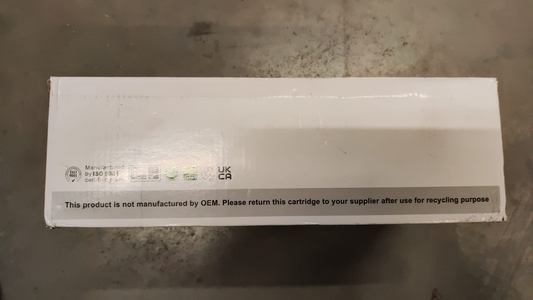 Manufactured
by ISO 9001
UK
CA
This product is not manufactured by OEM. Please return this cartridge to your supplier after use for recycling purpose